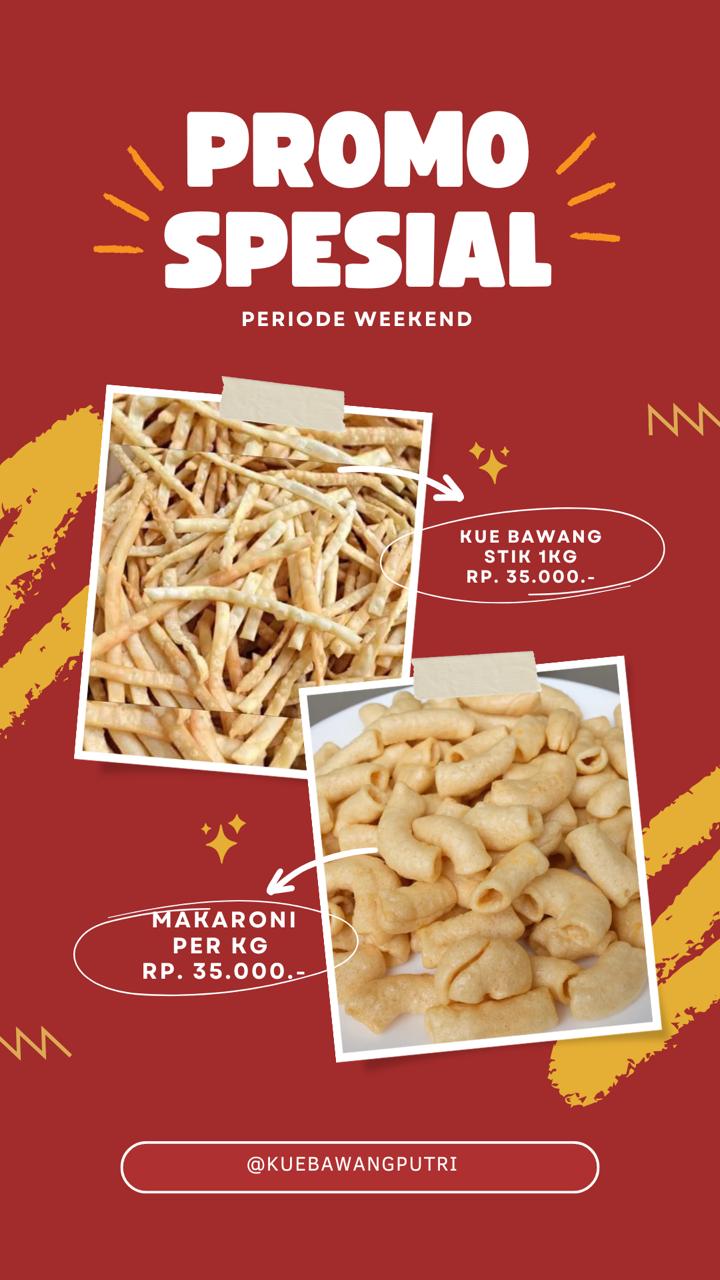 PROMO
SPESIAL
PERIODE WEEKEND
KUE BAWANG
STIK 1KG
RP. 35.000.-
MAKARONI
PER KG
RP. 35.000.-
@KUEBAWANGPUTRI